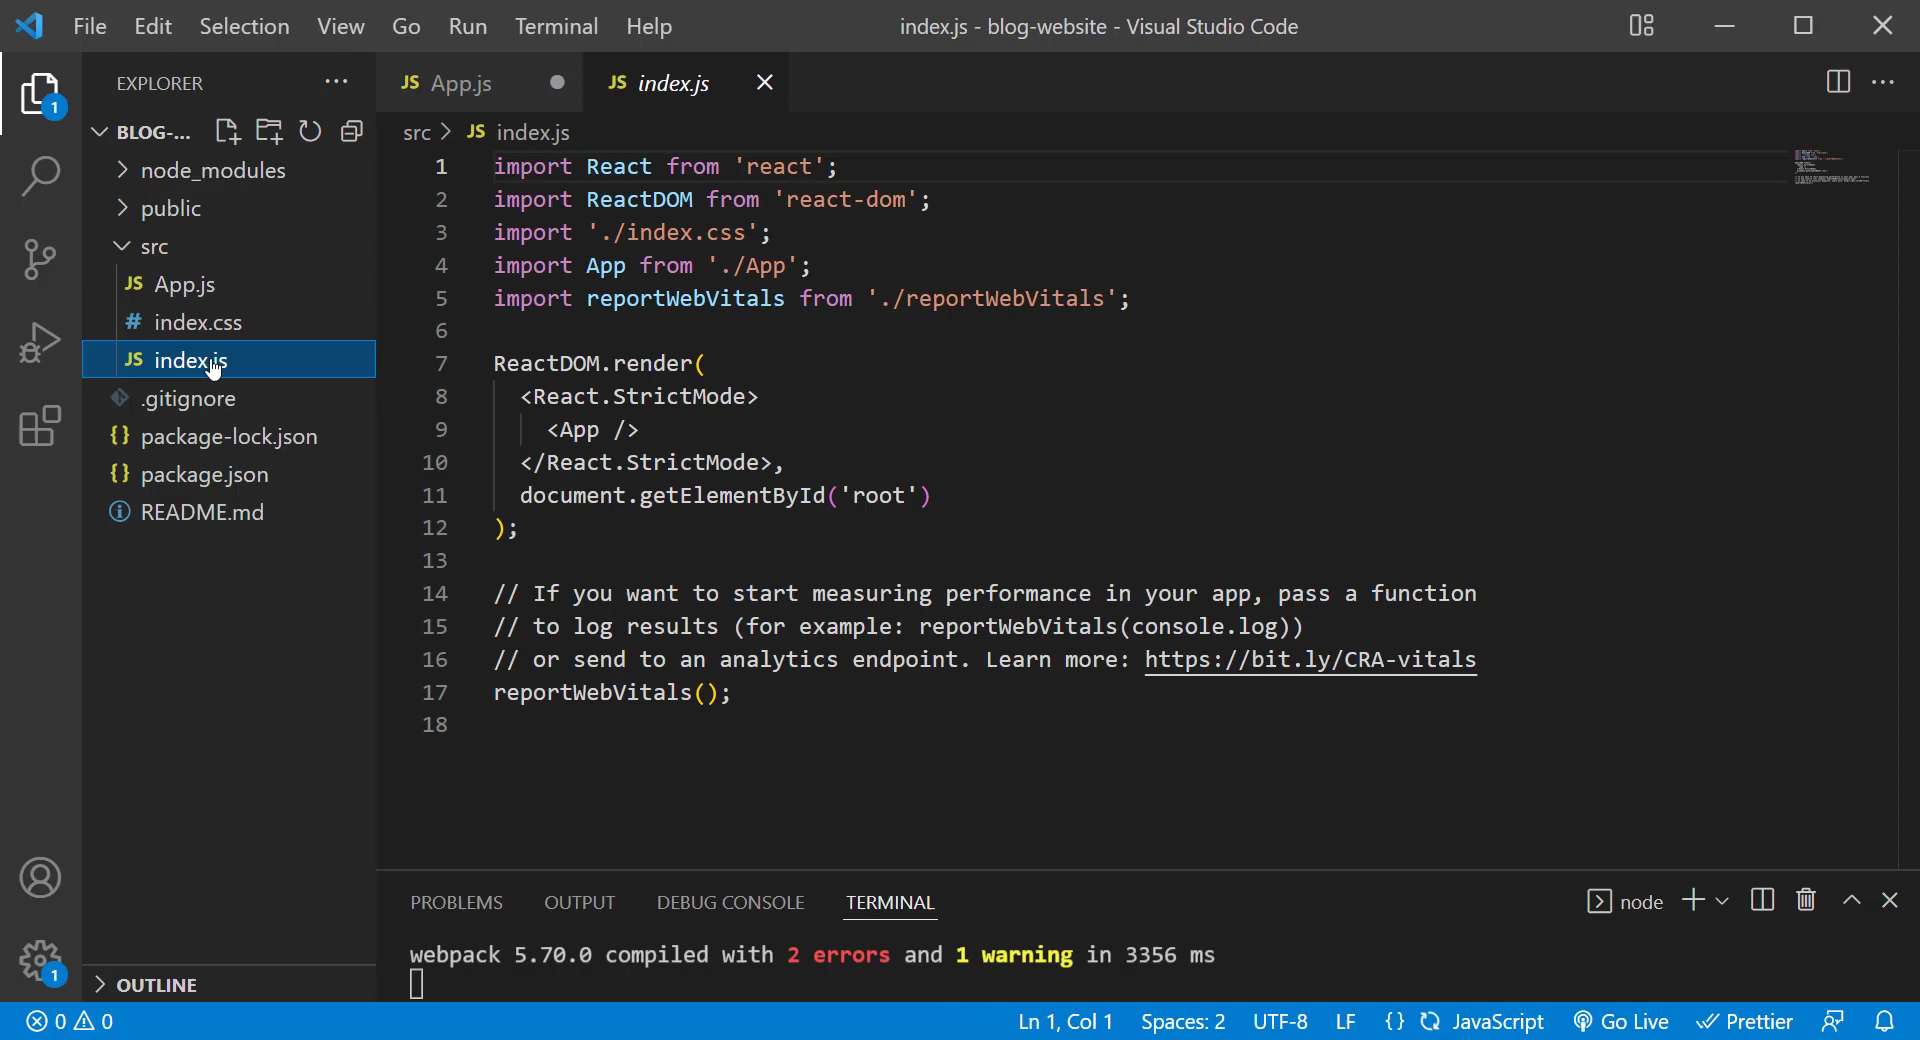 File Edit Selection View Go Run Terminal Help index.js - blog-website - Visual Studio Code
EXPLORER
JS App.js
JS index.js
1
BLOG-...
src > JS index.js
node_modules
public
src
JS App.js
# index.css
JS index.js
.gitignore
{} package-lock.json
{} package.json
README.md
OUTLINE
1 import React from 'react';
2 import ReactDOM from 'react-dom';
3 import './index.css';
4 import App from './App';
5 import reportWebVitals from './reportWebVitals';
6
7 ReactDOM.render(
8 <React.StrictMode>
9 <App />
10 </React.StrictMode>,
11 document.getElementById('root')
12 );
13
14 // If you want to start measuring performance in your app, pass a function
15 // to log results (for example: reportWebVitals(console.log))
16 // or send to an analytics endpoint. Learn more: https://bit.ly/CRA-vitals
17 reportWebVitals();
18
PROBLEMS OUTPUT DEBUG CONSOLE TERMINAL
node
webpack 5.70.0 compiled with 2 errors and 1 warning in 3356 ms
1
0 0
Ln 1, Col 1 Spaces: 2 UTF-8 LF {} JavaScript Go Live Prettier